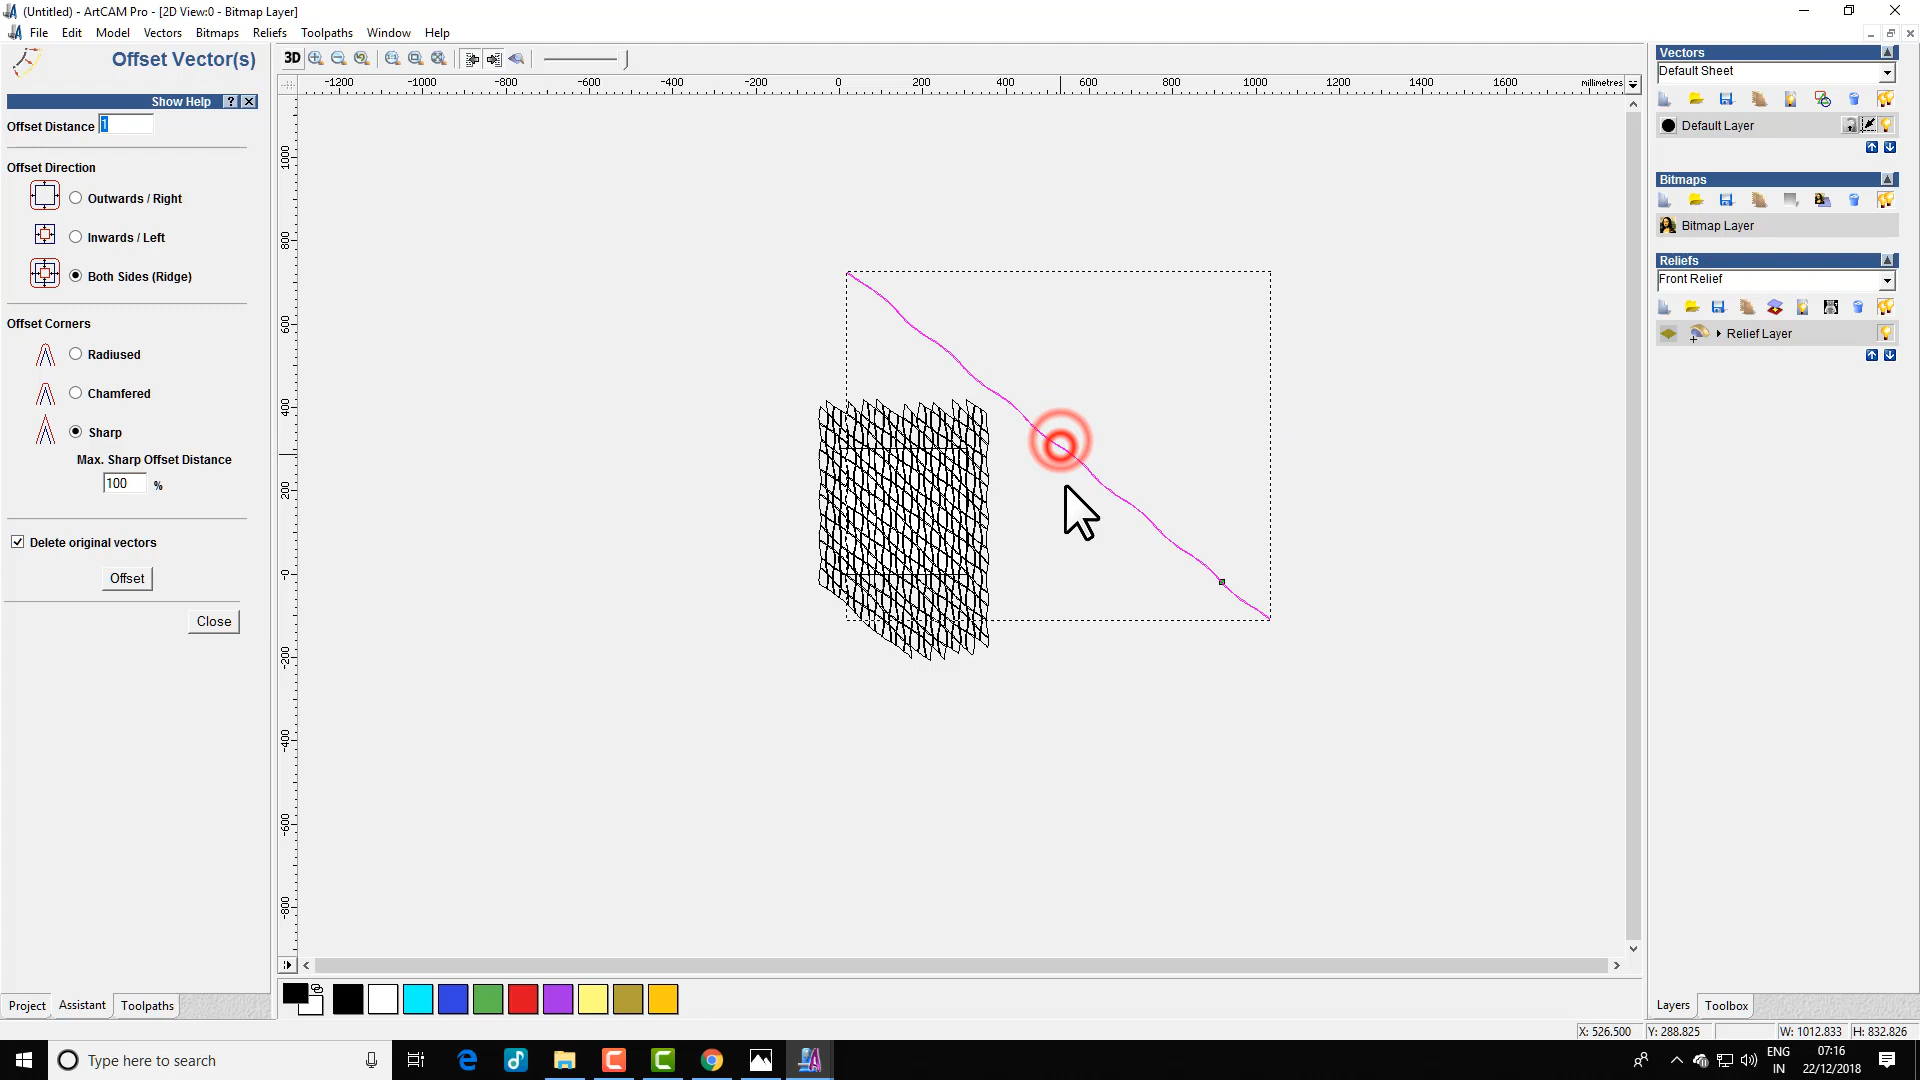 (Untitled) - ArtCAM Pro - [2D View:0 - Bitmap Layer]
File Edit Model Vectors Bitmaps Reliefs Toolpaths Window Help
Offset Vector(s)
Show Help ?
Offset Distance 1
Offset Direction
Outwards / Right
Inwards / Left
Both Sides (Ridge)
Offset Corners
Radiused
Chamfered
Sharp
Max. Sharp Offset Distance
100 %
Delete original vectors
Offset
Close
Project Assistant Toolpaths
3D
-1200 -1000 -800 -600 -400 -200 0 200 400 600 800 1000 1200 1400 1600 millimetres
1000
800
600
400
200
-0
-200
-400
-600
-800
Vectors
Default Sheet
Default Layer
Bitmaps
Bitmap Layer
Reliefs
Front Relief
Relief Layer
Layers Toolbox
X: 526.500 Y: 288.825 W: 1012.833 H: 832.826
Type here to search
ENG
IN
07:16
22/12/2018